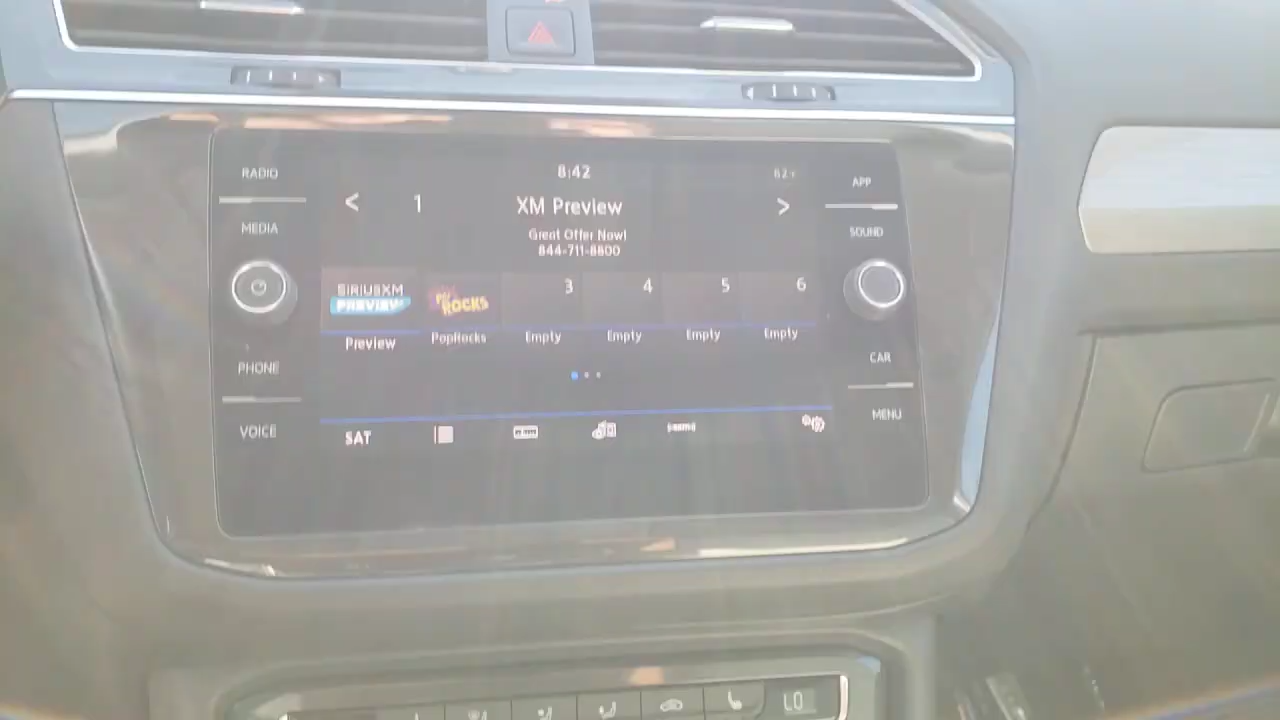 RADIO
8:42
APP
< 1 XM Preview >
MEDIA
Great Offer Now!
844-711-8800
SOUND
SIRIUSXM
PREVIEW
ROCKS
3 4 5 6
Preview PopRocks Empty Empty Empty Empty
PHONE
CAR
VOICE
SAT
MENU
LO